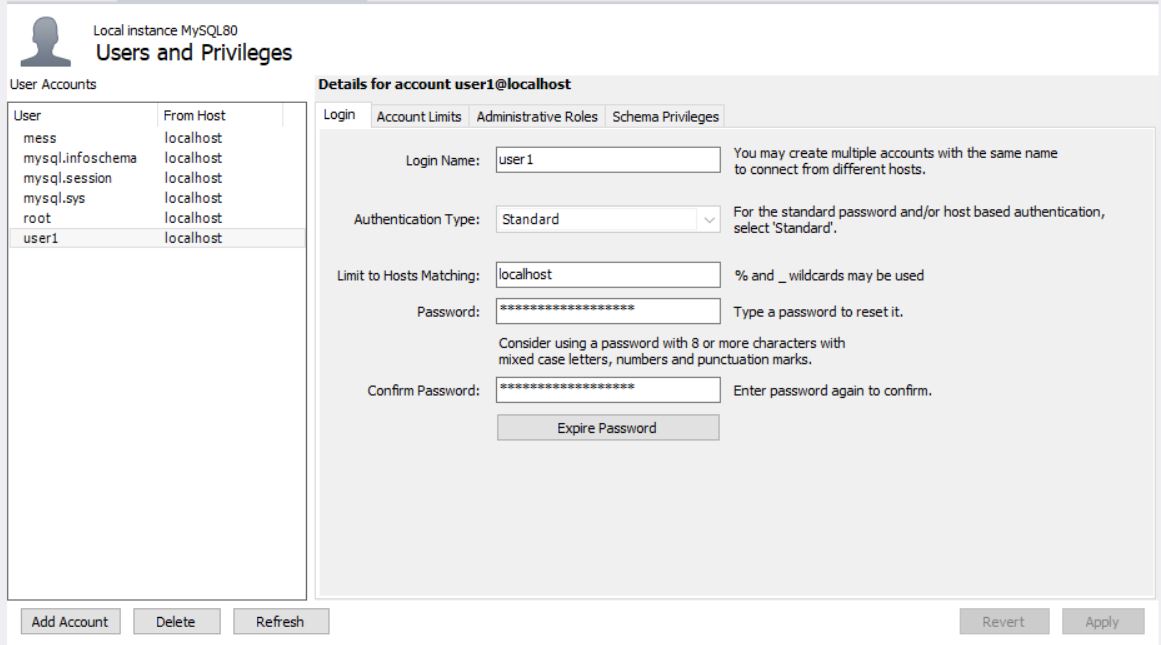 Local instance MySQL80
Users and Privileges
User Accounts
User From Host
mess localhost
mysql.infoschema localhost
mysql.session localhost
mysql.sys localhost
root localhost
user1 localhost
Add Account Delete Refresh
Details for account user1@localhost
Login Account Limits Administrative Roles Schema Privileges
Login Name: user1 You may create multiple accounts with the same name
to connect from different hosts.
Authentication Type: Standard For the standard password and/or host based authentication,
select 'Standard'.
Limit to Hosts Matching: localhost % and _ wildcards may be used
Password: ****************** Type a password to reset it.
Consider using a password with 8 or more characters with
mixed case letters, numbers and punctuation marks.
Confirm Password: ****************** Enter password again to confirm.
Expire Password
Revert Apply